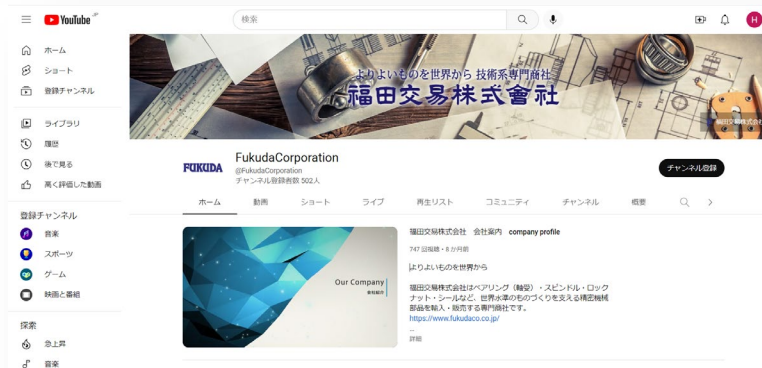 YouTube
JP
検索
H
ホーム
ショート
登録チャンネル
ライブラリ
履歴
後で見る
高く評価した動画
登録チャンネル
音楽
スポーツ
ゲーム
映画と番組
探索
急上昇
音楽
よりよいものを世界から 技術系専門商社
福田交易株式會社
福田交易株式会社
FUKUDA
FukudaCorporation
@FukudaCorporation
チャンネル登録者数 502人
チャンネル登録
ホーム 動画 ショート ライブ 再生リスト コミュニティ チャンネル 概要
Our Company
会社紹介
福田交易株式会社 会社案内 company profile
747 回視聴・8 か月前
よりよいものを世界から
福田交易株式会社はベアリング（軸受）・スピンドル・ロック
ナット・シールなど、世界水準のものづくりを支える精密機械
部品を輸入・販売する専門商社です。
https://www.fukudaco.co.jp/
...
詳細